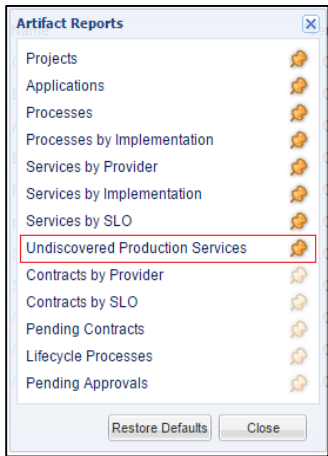 Artifact Reports
Projects
Applications
Processes
Processes by Implementation
Services by Provider
Services by Implementation
Services by SLO
Undiscovered Production Services
Contracts by Provider
Contracts by SLO
Pending Contracts
Lifecycle Processes
Pending Approvals
Restore Defaults Close